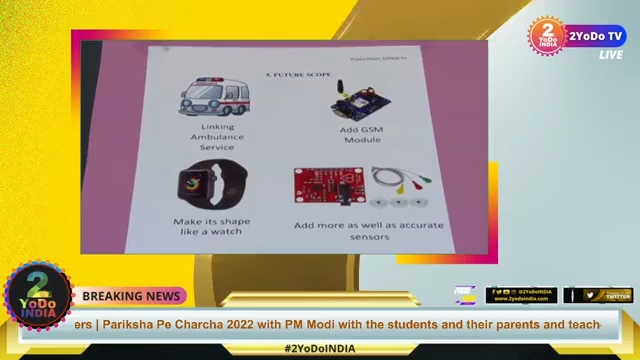 5. FUTURE SCOPE
Linking
Ambulance
Service
Add GSM
Module
Make its shape
like a watch
Add more as well as accurate
sensors
2
YoDo
INDIA
2YoDo TV
LIVE
2
YoDo
INDIA
BREAKING NEWS
@2YoDoINDIA
www.2yodoindia.com
TWITTER
ers | Pariksha Pe Charcha 2022 with PM Modi with the students and their parents and teach
#2YoDoINDIA